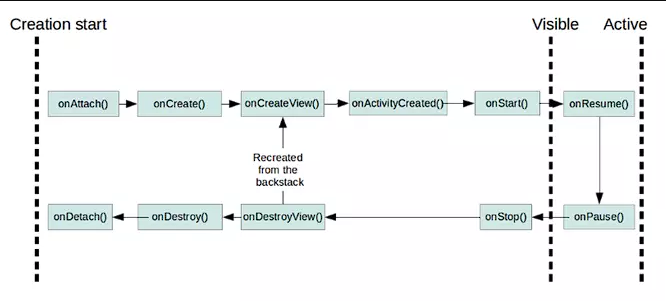 Creation start
Visible
Active
onAttach()
onCreate()
onCreateView()
onActivityCreated()
onStart()
onResume()
Recreated
from the
backstack
onDetach()
onDestroy()
onDestroyView()
onStop()
onPause()